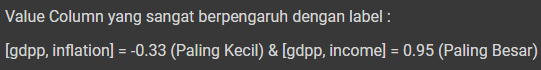 Value Column yang sangat berpengaruh dengan label :
[gdpp, inflation] = -0.33 (Paling Kecil) & [gdpp, income] = 0.95 (Paling Besar)